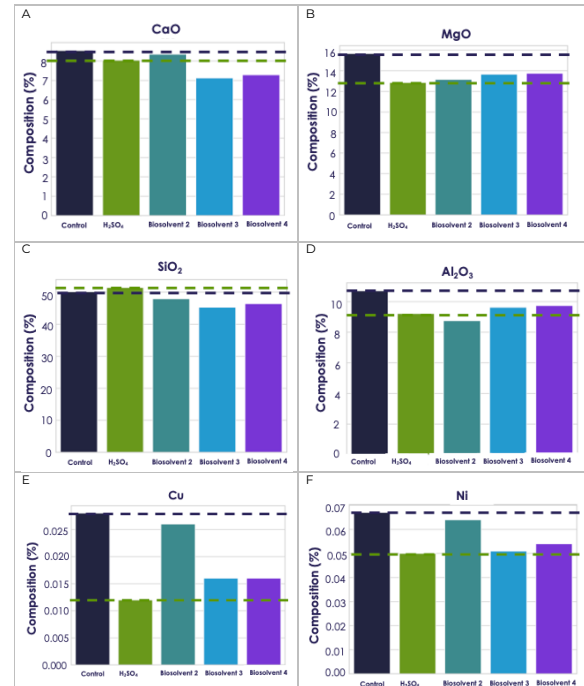 A
CaO
Composition (%)
8
7
6
5
4
3
2
1
0
Control
H₂SO₄
Biosolvent 2
Biosolvent 3
Biosolvent 4
B
MgO
Composition (%)
16
14
12
10
8
6
4
2
0
Control
H₂SO₄
Biosolvent 2
Biosolvent 3
Biosolvent 4
C
SiO₂
Composition (%)
50
40
30
50
10
0
Control
H₂SO₄
Biosolvent 2
Biosolvent 3
Biosolvent 4
D
Al₂O₃
Composition (%)
10
8
6
4
2
0
Control
H₂SO₄
Biosolvent 2
Biosolvent 3
Biosolvent 4
E
Cu
Composition (%)
0.025
0.020
0.015
0.010
0.005
0.000
Control
H₂SO₄
Biosolvent 2
Biosolvent 3
Biosolvent 4
F
Ni
Composition (%)
0.07
0.06
0.05
0.04
0.03
0.02
0.01
0.00
Control
H₂SO₄
Biosolvent 2
Biosolvent 3
Biosolvent 4